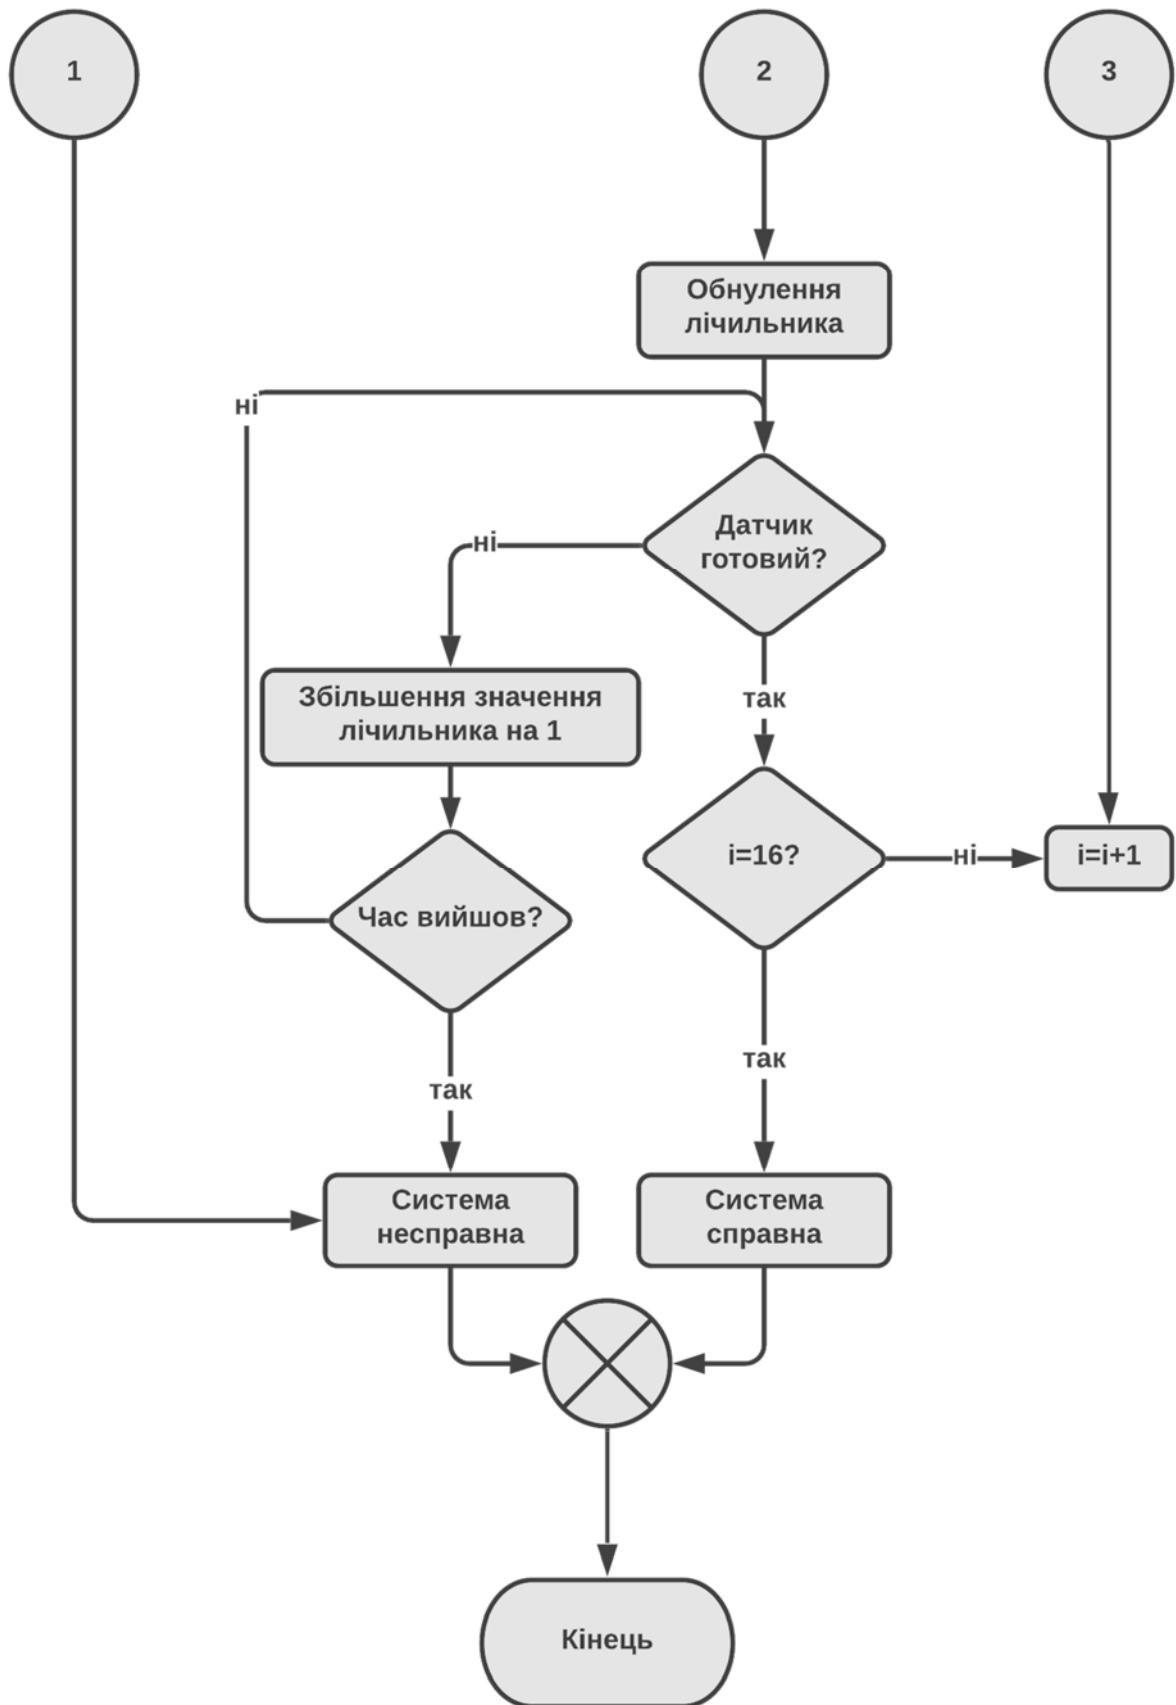 1
2
3
Обнулення
лічильника
ні
Датчик
готовий?
ні
Збільшення значення
лічильника на 1
так
i=16?
ні
i=i+1
Час вийшов?
так
так
Система
несправна
Система
справна
Кінець